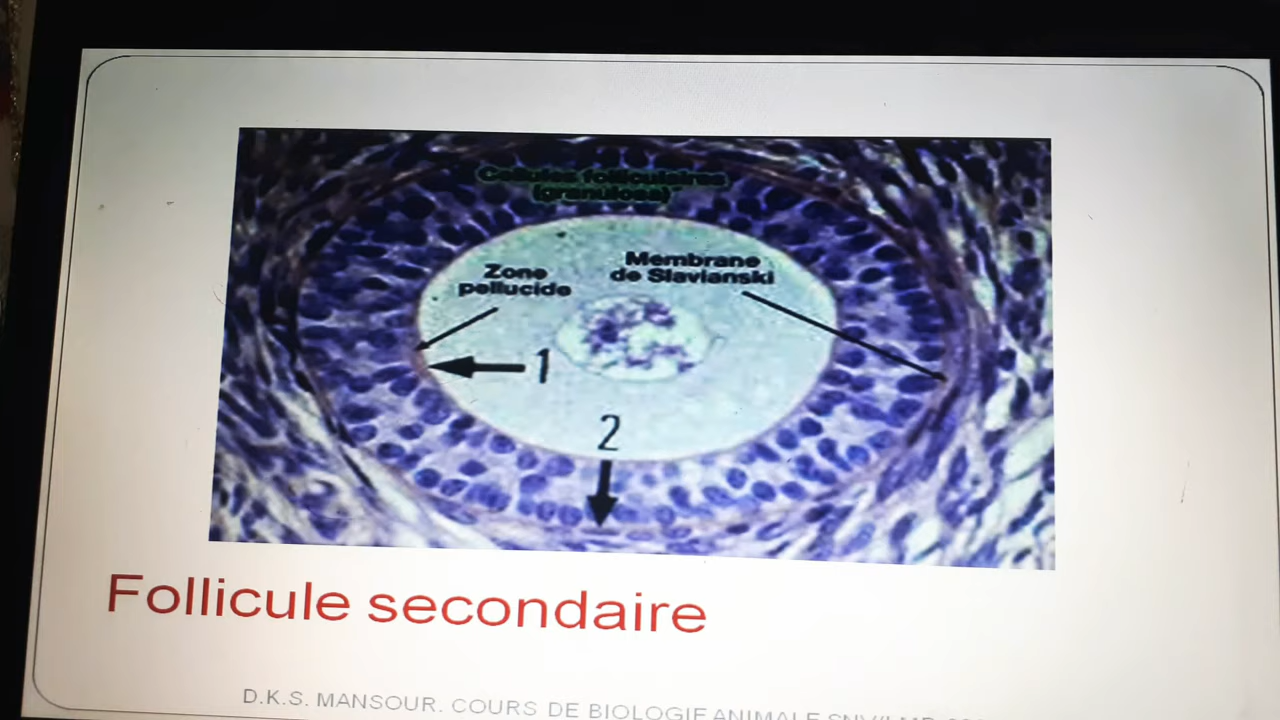 Cellules folliculaires
(granulosa)
Zone
pellucide
Membrane
de Slavianski
1
2
Follicule secondaire
D.K.S. MANSOUR. COURS DE BIOLOGIE ANIMALE